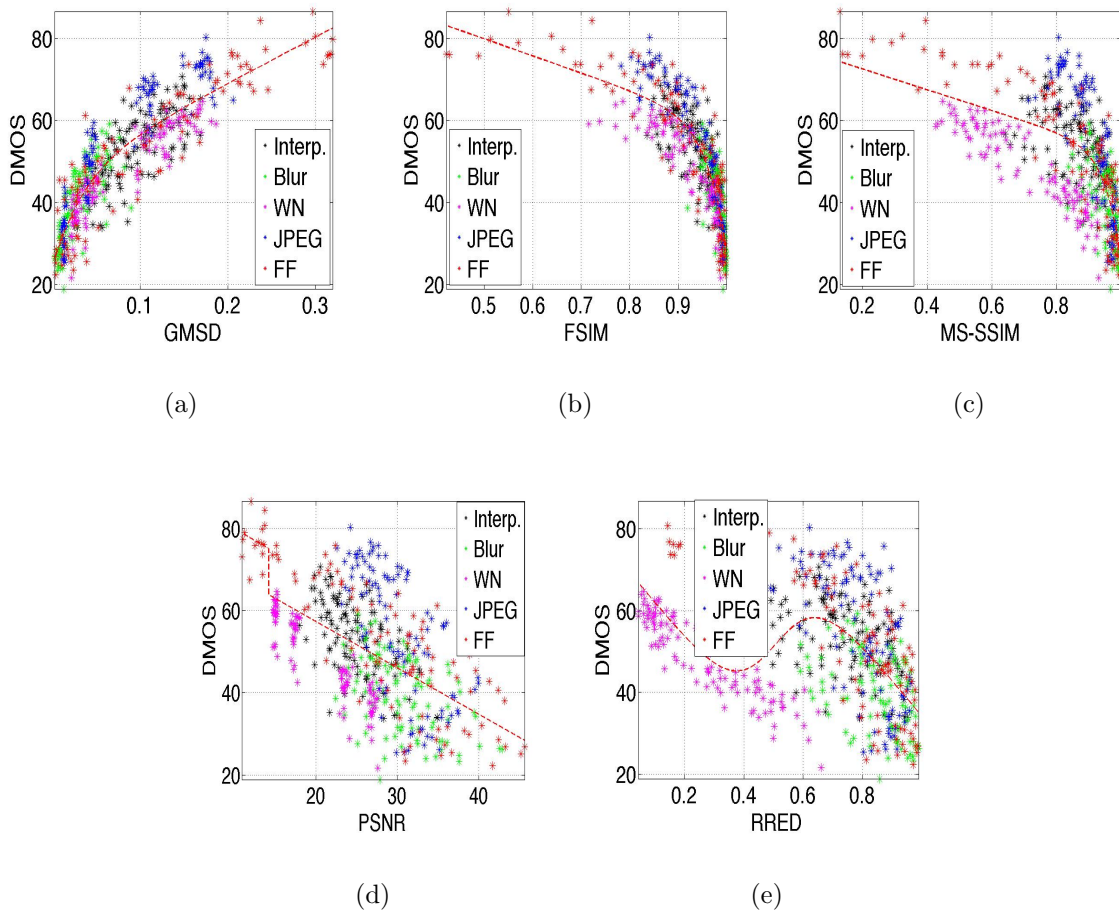 DMOS
80
60
40
20
0.1 0.2 0.3
GMSD
Interp.
Blur
WN
JPEG
FF
(a)
DMOS
80
60
40
20
0.5 0.6 0.7 0.8 0.9
FSIM
Interp.
Blur
WN
JPEG
FF
(b)
DMOS
80
60
40
20
0.2 0.4 0.6 0.8
MS-SSIM
Interp.
Blur
WN
JPEG
FF
(c)
DMOS
80
60
40
20
20 30 40
PSNR
Interp.
Blur
WN
JPEG
FF
(d)
DMOS
80
60
40
20
0.2 0.4 0.6 0.8
RRED
Interp.
Blur
WN
JPEG
FF
(e)